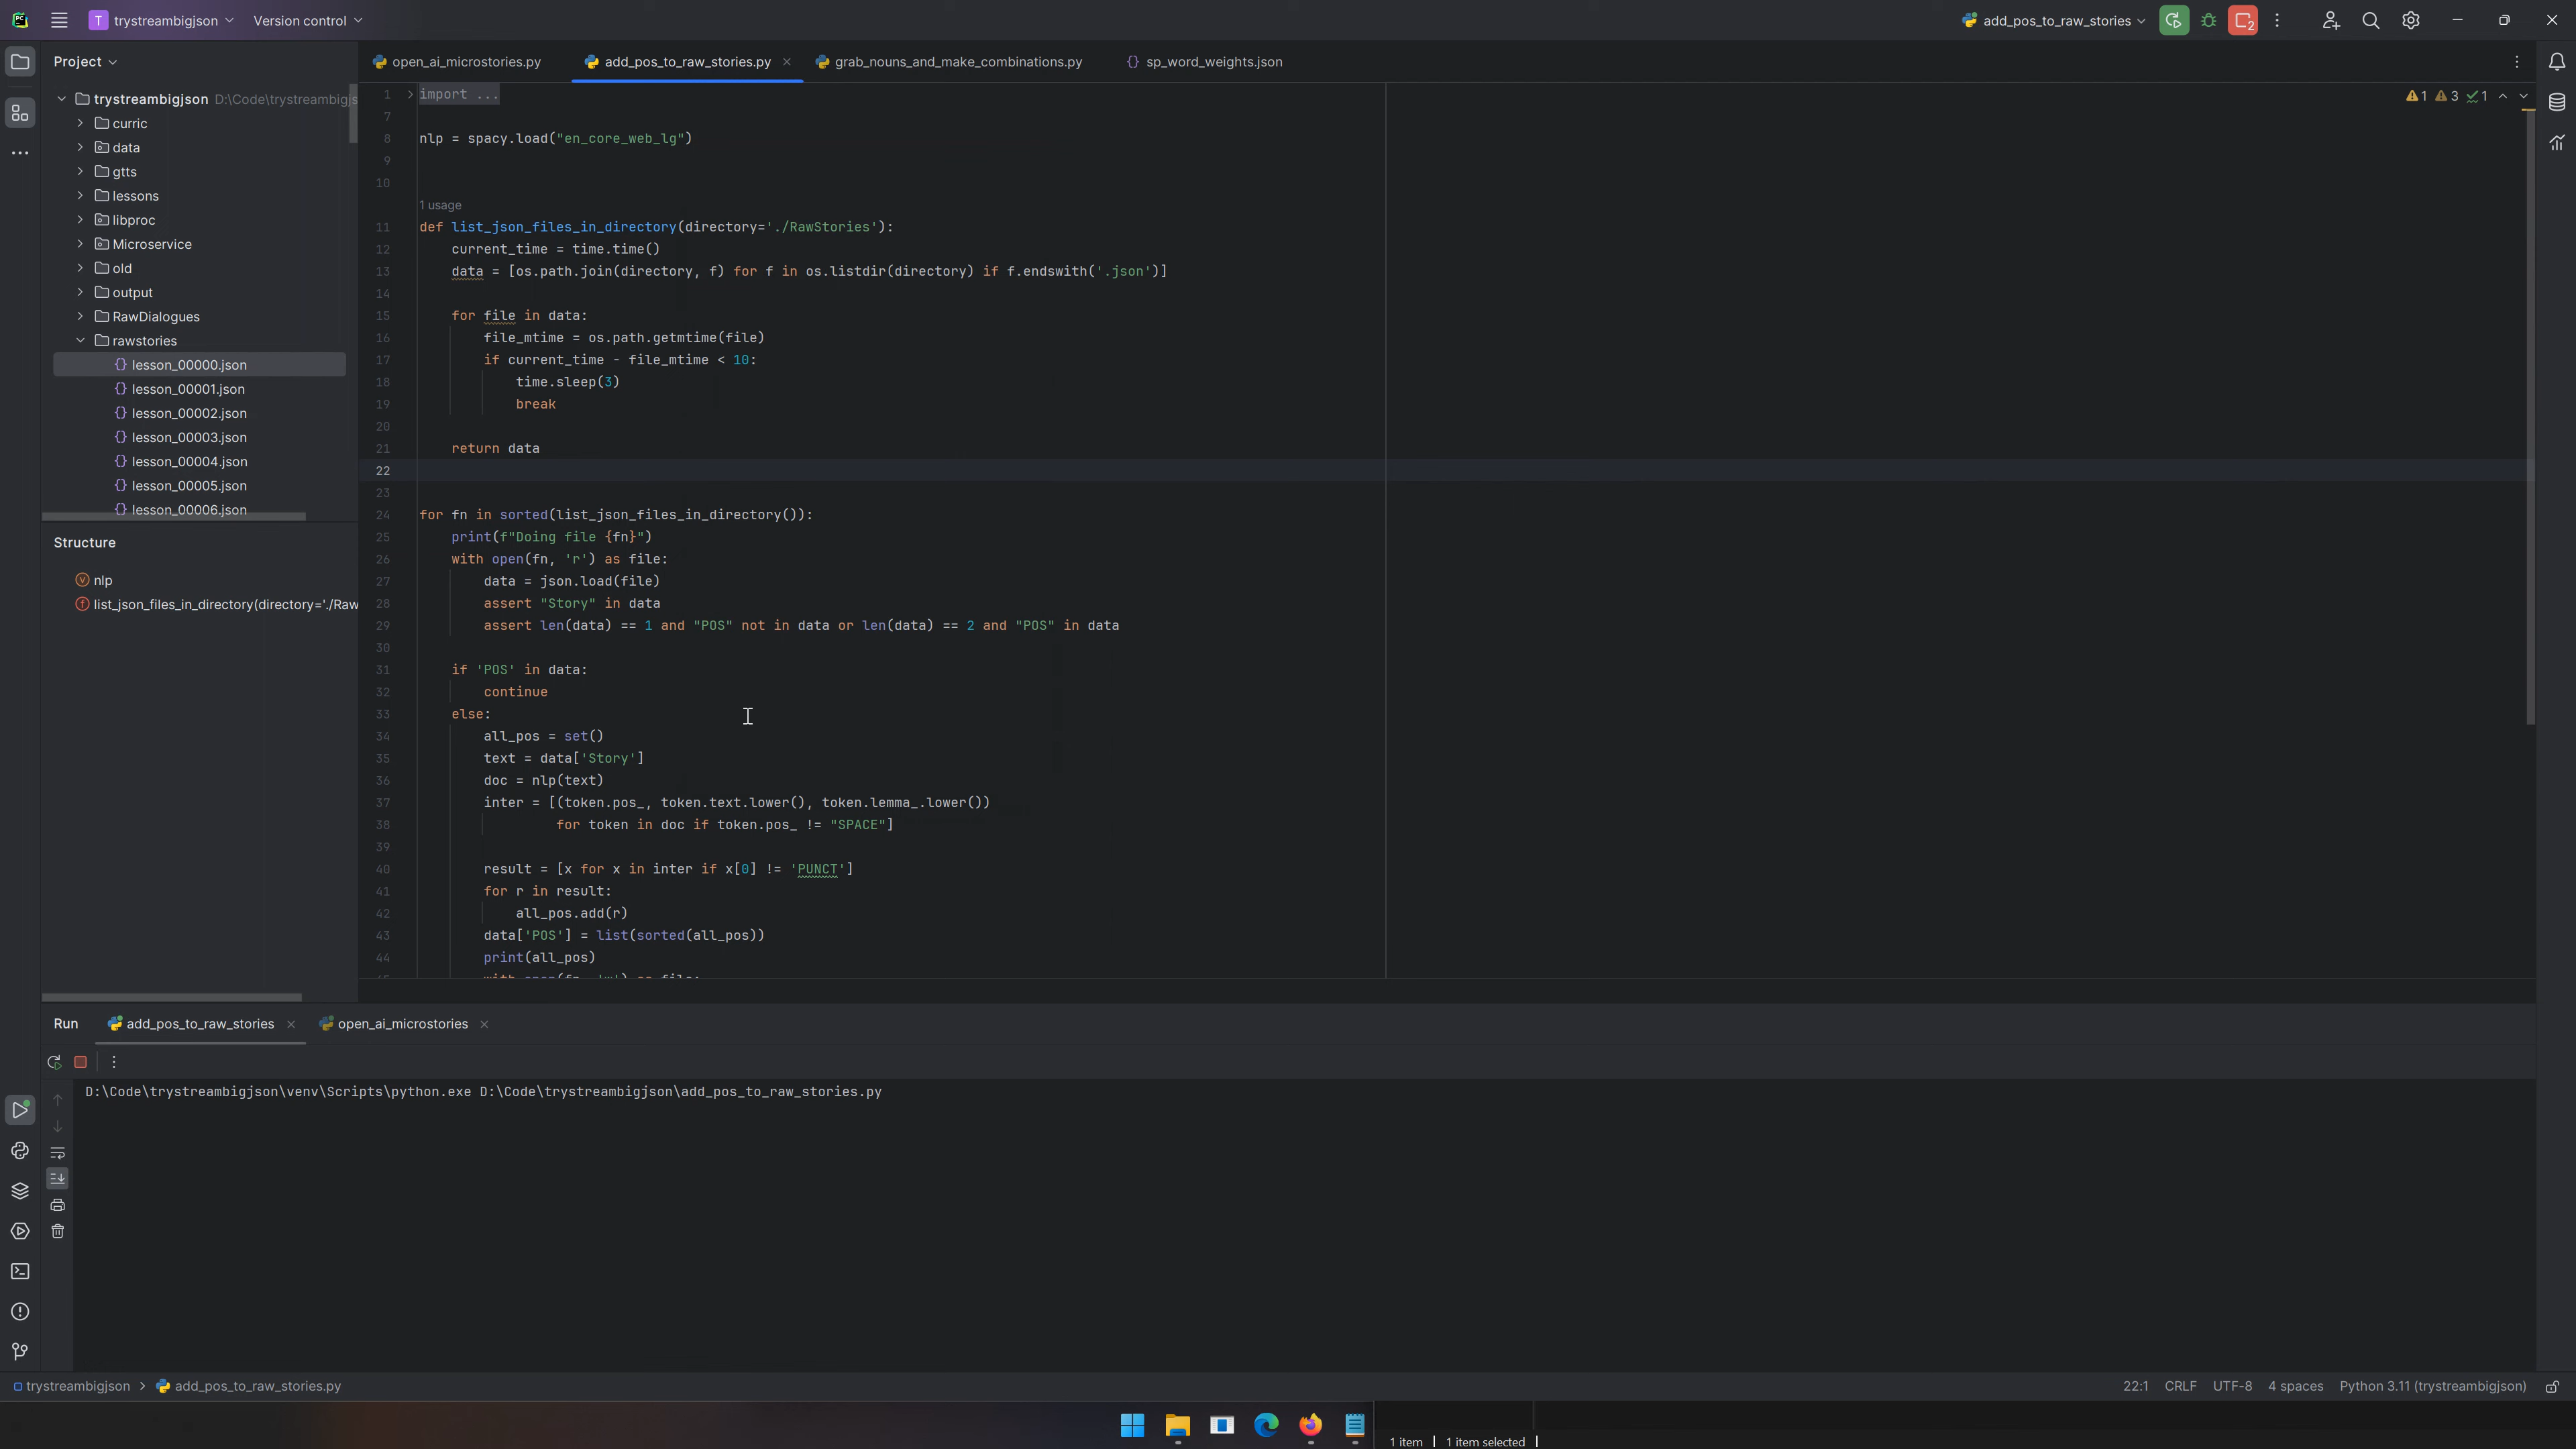 T trystreambigjson Version control
add_pos_to_raw_stories 2
Project
open_ai_microstories.py add_pos_to_raw_stories.py grab_nouns_and_make_combinations.py {} sp_word_weights.json
trystreambigjson D:\Code\trystreambigjs
curric
data
gtts
lessons
libproc
Microservice
old
output
RawDialogues
rawstories
{} lesson_00000.json
{} lesson_00001.json
{} lesson_00002.json
{} lesson_00003.json
{} lesson_00004.json
{} lesson_00005.json
{} lesson_00006.json
Structure
nlp
list_json_files_in_directory(directory='./Raw
1 import ...
1 3 1
7
8 nlp = spacy.load("en_core_web_lg")
9
10
1 usage
11 def list_json_files_in_directory(directory='./RawStories'):
12 current_time = time.time()
13 data = [os.path.join(directory, f) for f in os.listdir(directory) if f.endswith('.json')]
14
15 for file in data:
16 file_mtime = os.path.getmtime(file)
17 if current_time - file_mtime < 10:
18 time.sleep(3)
19 break
20
21 return data
22
23
24 for fn in sorted(list_json_files_in_directory()):
25 print(f"Doing file {fn}")
26 with open(fn, 'r') as file:
27 data = json.load(file)
28 assert "Story" in data
29 assert len(data) == 1 and "POS" not in data or len(data) == 2 and "POS" in data
30
31 if 'POS' in data:
32 continue
33 else:
34 all_pos = set()
35 text = data['Story']
36 doc = nlp(text)
37 inter = [(token.pos_, token.text.lower(), token.lemma_.lower())
38 for token in doc if token.pos_ != "SPACE"]
39
40 result = [x for x in inter if x[0] != 'PUNCT']
41 for r in result:
42 all_pos.add(r)
43 data['POS'] = list(sorted(all_pos))
44 print(all_pos)
Run add_pos_to_raw_stories open_ai_microstories
D:\Code\trystreambigjson\venv\Scripts\python.exe D:\Code\trystreambigjson\add_pos_to_raw_stories.py
trystreambigjson > add_pos_to_raw_stories.py
22:1 CRLF UTF-8 4 spaces Python 3.11 (trystreambigjson)
1 item 1 item selected